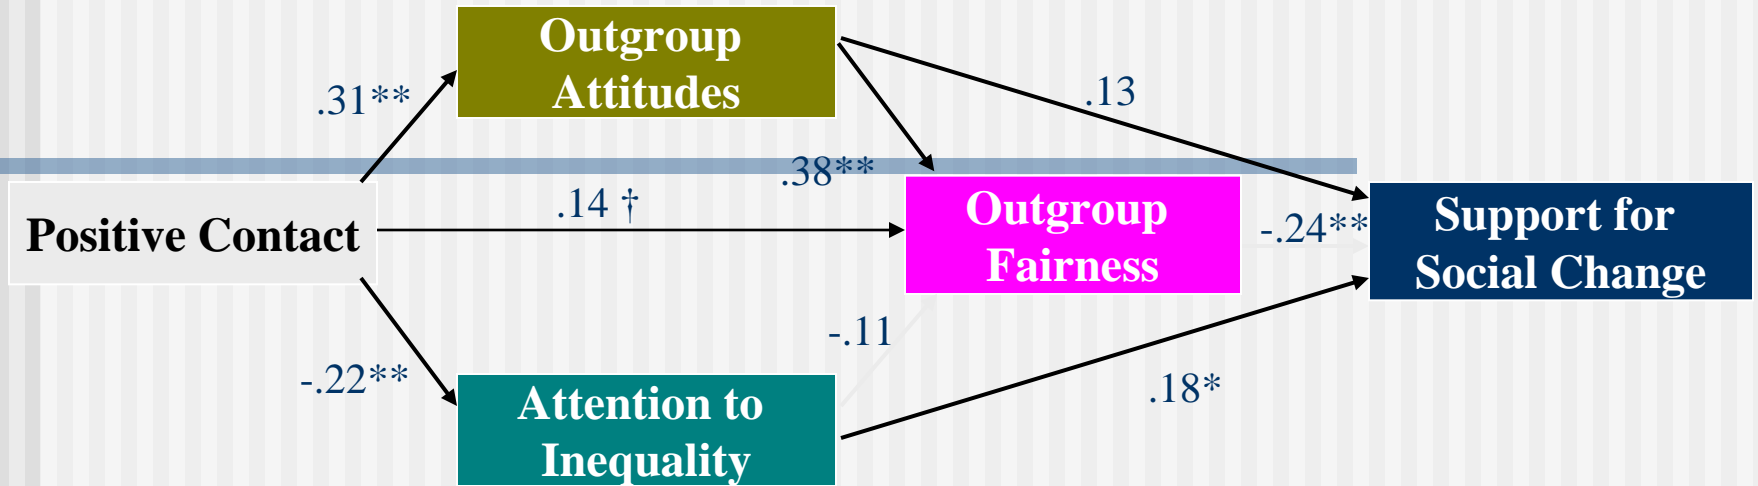 Outgroup
Attitudes
.31**
.13
.38**
.14 †
Positive Contact
Outgroup
Fairness
-.24**
Support for
Social Change
-.11
-.22**
.18*
Attention to
Inequality